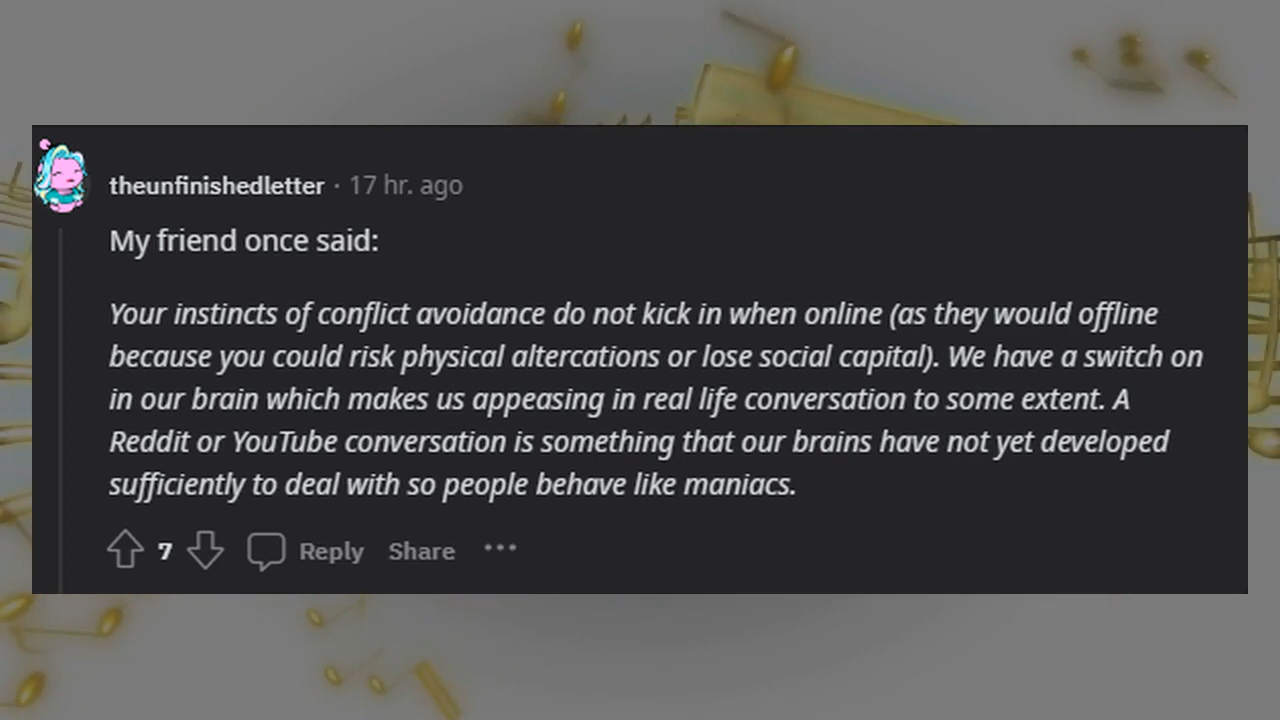 theunfinishedletter · 17 hr. ago
My friend once said:
Your instincts of conflict avoidance do not kick in when online (as they would offline
because you could risk physical altercations or lose social capital). We have a switch on
in our brain which makes us appeasing in real life conversation to some extent. A
Reddit or YouTube conversation is something that our brains have not yet developed
sufficiently to deal with so people behave like maniacs.
7 Reply Share •••